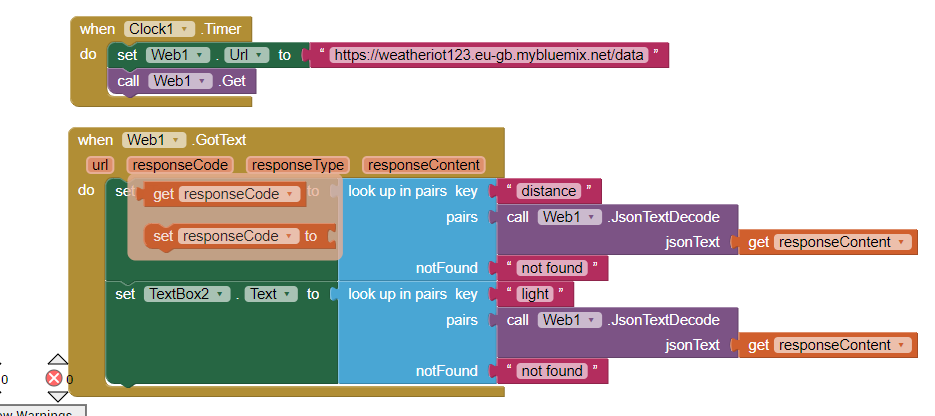 when Clock1 .Timer
do set Web1 . Url to " https://weatheriot123.eu-gb.mybluemix.net/data "
call Web1 .Get
when Web1 .GotText
url responseCode responseType responseContent
do set to look up in pairs key " distance "
get responseCode
pairs call Web1 .JsonTextDecode
set responseCode to
jsonText get responseContent
notFound " not found "
set TextBox2 . Text to look up in pairs key " light "
pairs call Web1 .JsonTextDecode
jsonText get responseContent
notFound " not found "
0 0
Warnings